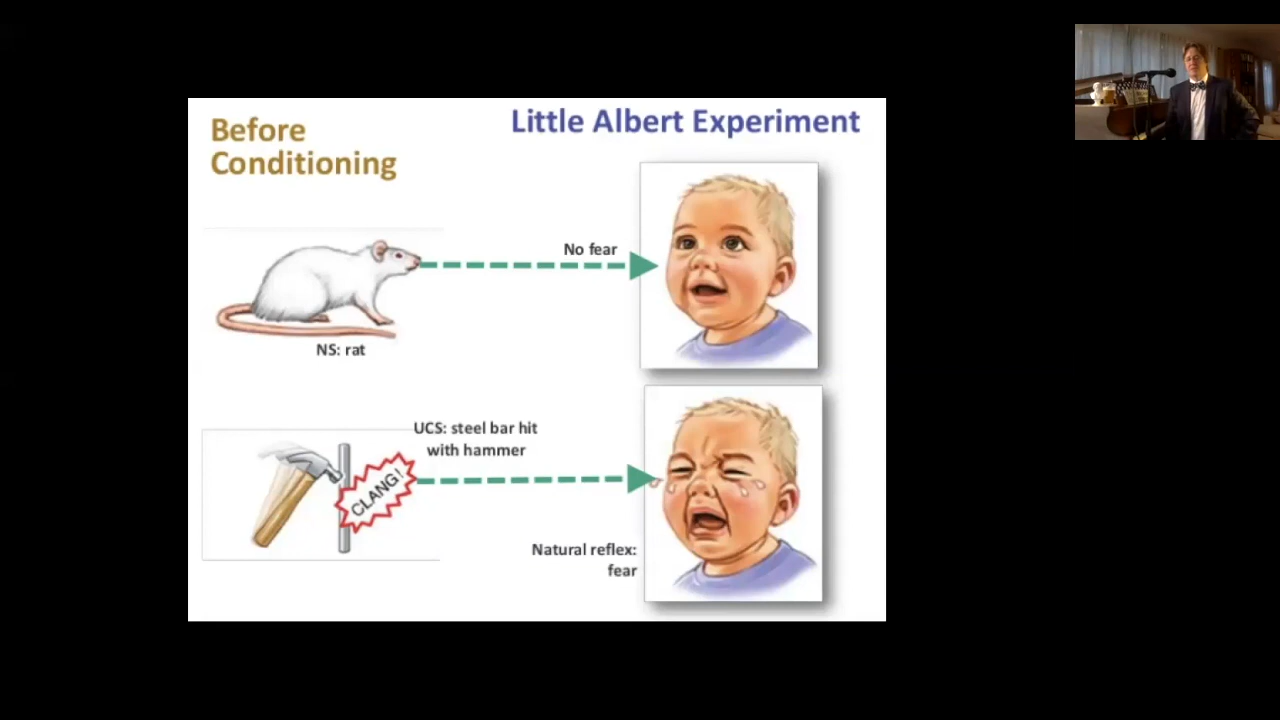 Before
Conditioning
Little Albert Experiment
No fear
NS: rat
UCS: steel bar hit
with hammer
CLANG!
Natural reflex:
fear